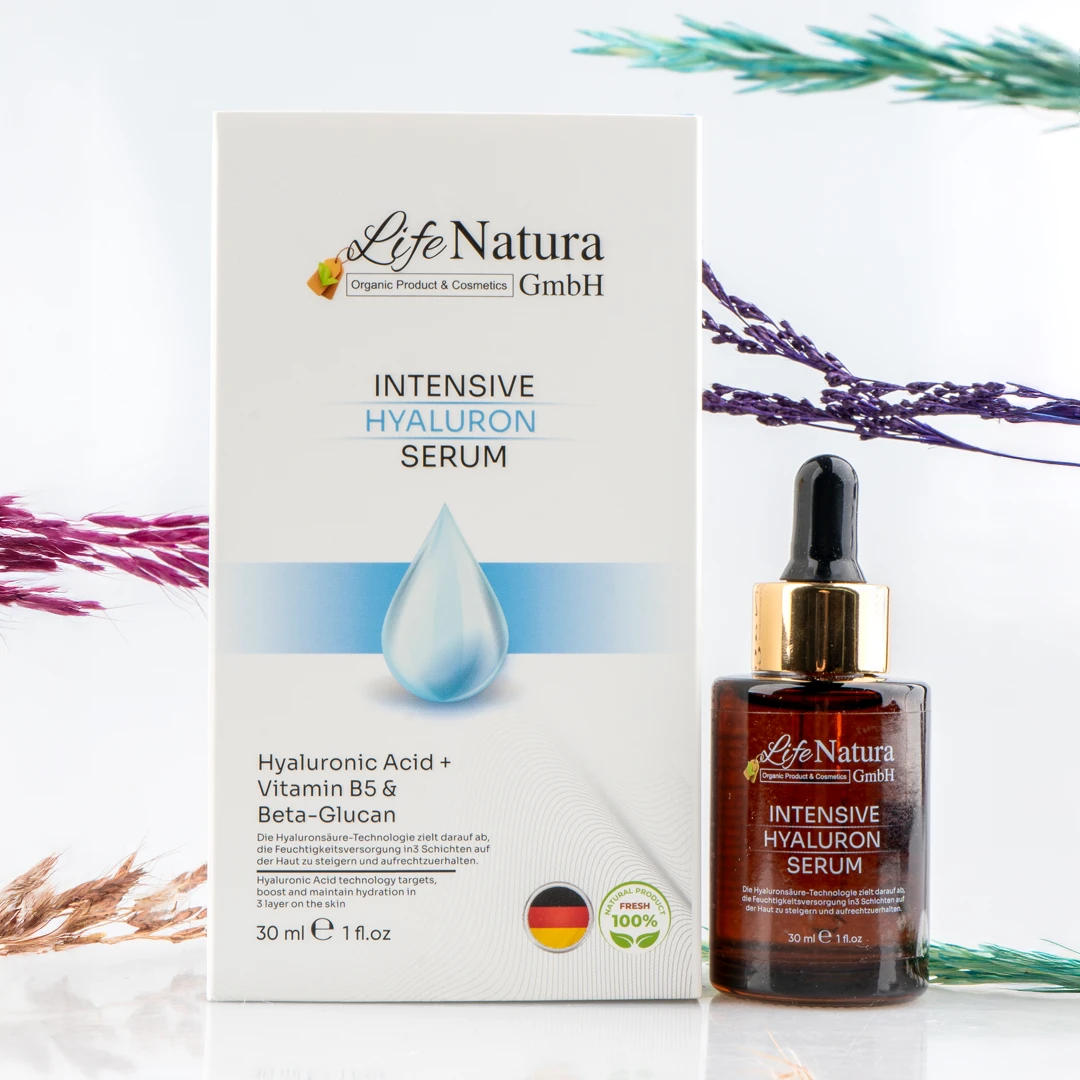 Life Natura
Organic Product & Cosmetics GmbH
INTENSIVE
HYALURON
SERUM
Hyaluronic Acid +
Vitamin B5 &
Beta-Glucan
Die Hyaluronsäure-Technologie zielt darauf ab,
die Feuchtigkeitsversorgung in3 Schichten auf
der Haut zu steigern und aufrechtzuerhalten.
Hyaluronic Acid technology targets,
boost and maintain hydration in
3 layer on the skin
30 ml ℮ 1 fl.oz
NATURAL PRODUCT
FRESH
100%
Life Natura
Organic Product & Cosmetics GmbH
INTENSIVE
HYALURON
SERUM
Die Hyaluronsäure-Technologie zielt darauf ab,
die Feuchtigkeitsversorgung in3 Schichten auf
der Haut zu steigern und aufrechtzuerhalten.
30 ml ℮ 1 fl.oz